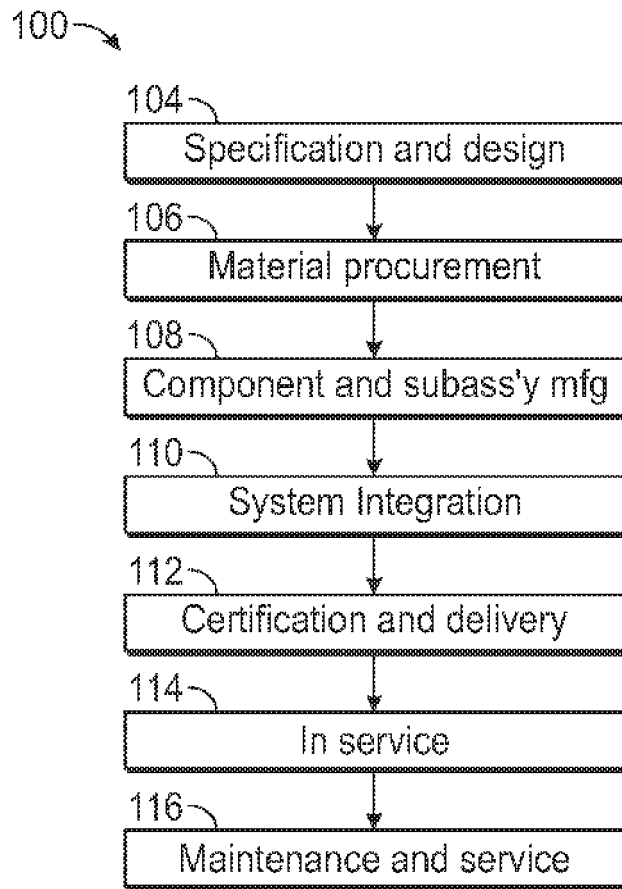 100
104
Specification and design
106
Material procurement
108
Component and subass'y mfg
110
System Integration
112
Certification and delivery
114
In service
116
Maintenance and service